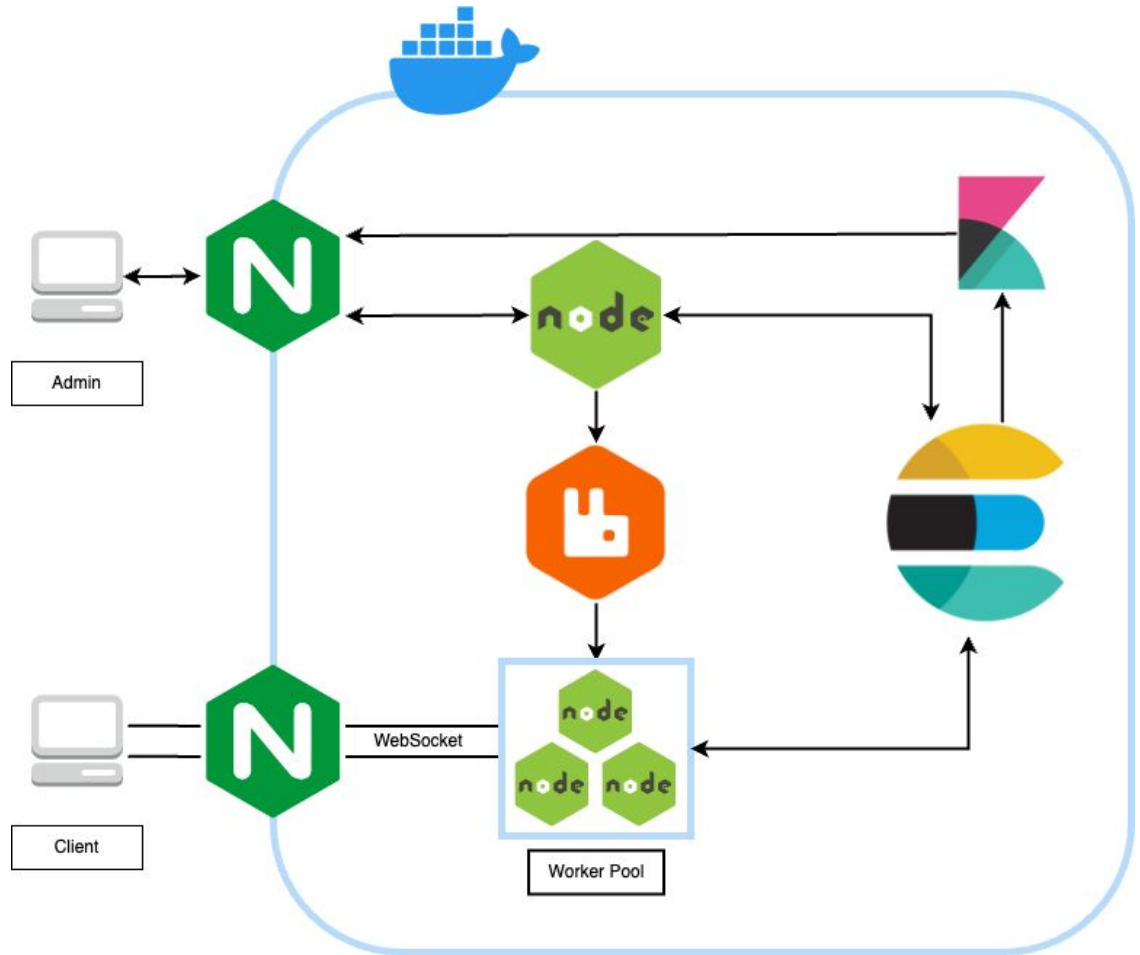 N
node
Admin
N
WebSocket
node
node
node
Client
Worker Pool